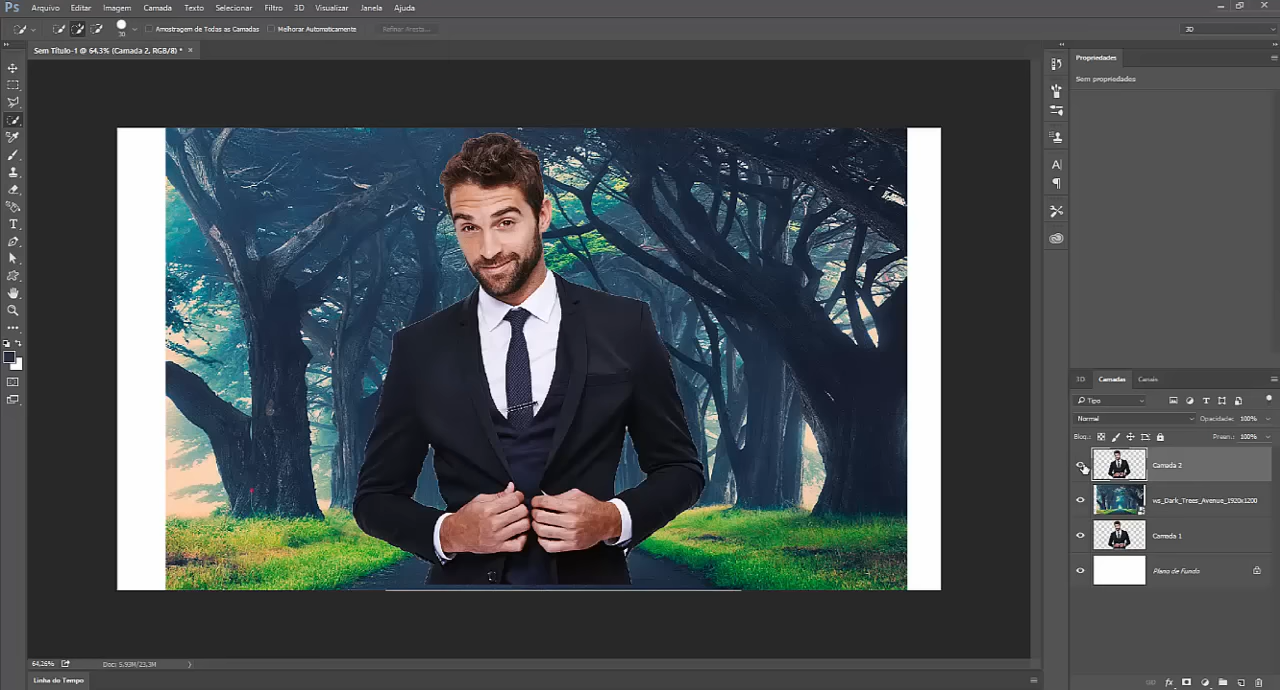 Ps Arquivo Editar Imagem Camada Texto Selecionar Filtro 3D Visualizar Janela Ajuda
30 Amostragem de Todas as Camadas Melhorar Automaticamente Refinar Aresta... 3D
Sem Título-1 @ 64,3% (Camada 2, RGB/8) * ×
Propriedades
Sem propriedades
3D Camadas Canais
Tipo
Normal Opacidade: 100%
Bloq.: Preen.: 100%
Camada 2
ws_Dark_Trees_Avenue_1920x1200
Camada 1
Plano de Fundo
64,26% Doc: 5,93M/23,3M
Linha do Tempo
fx